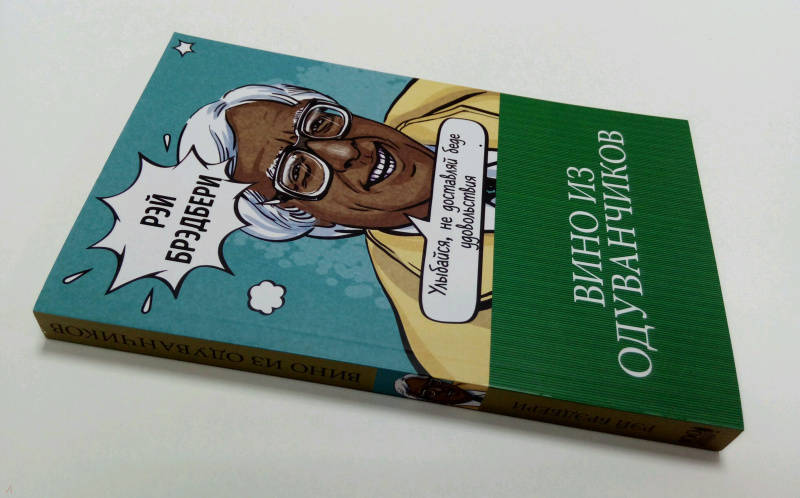 РЭЙ
БРЭДБЕРИ
Улыбайся, не доставляй беде
удовольствия
ВИНО ИЗ
ОДУВАНЧИКОВ
ВИНО ИЗ ОДУВАНЧИКОВ
РЭЙ БРЭДБЕРИ